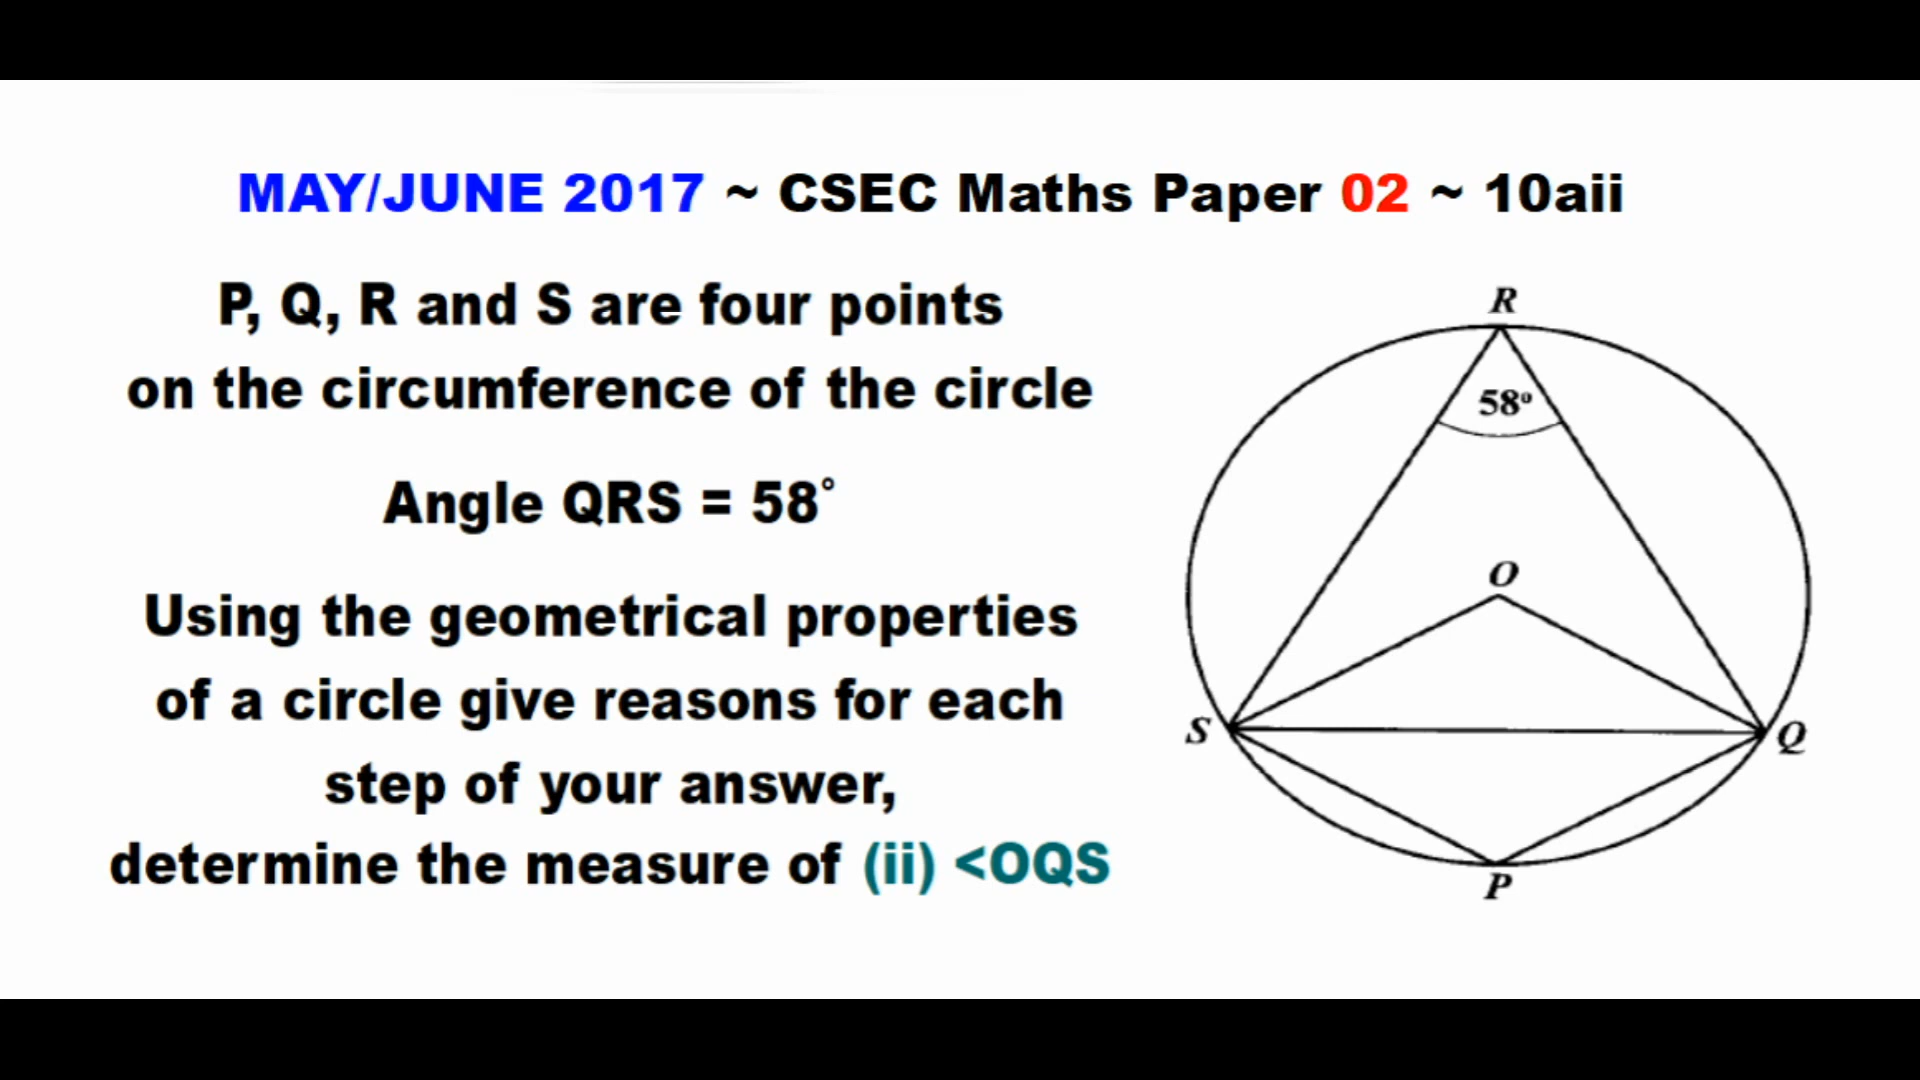 MAY/JUNE 2017 ~ CSEC Maths Paper 02 ~ 10aii
P, Q, R and S are four points
on the circumference of the circle
Angle QRS = 58°
Using the geometrical properties
of a circle give reasons for each
step of your answer,
determine the measure of (ii) <OQS
R
58°
O
S
Q
P